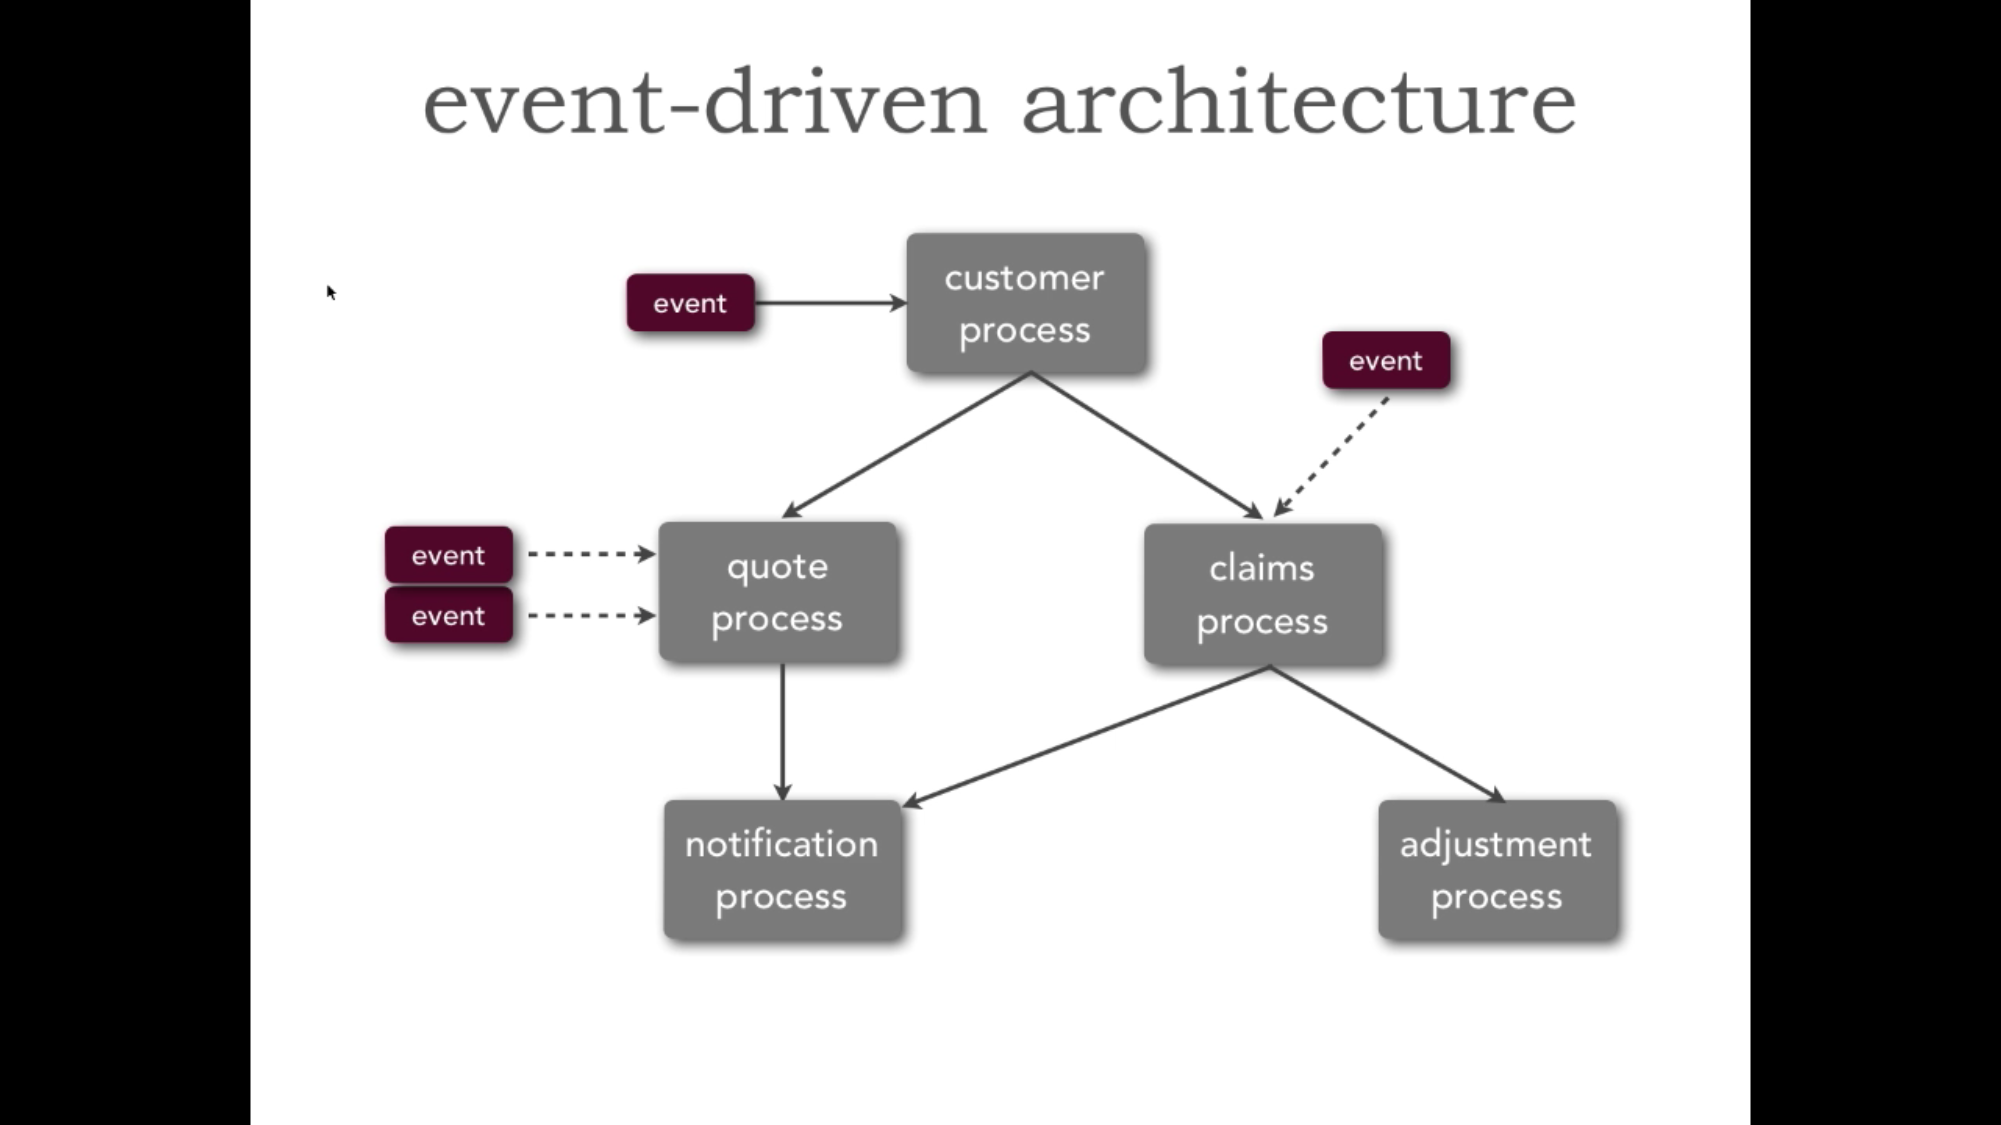 event-driven architecture
event
customer
process
event
event
event
quote
process
claims
process
notification
process
adjustment
process